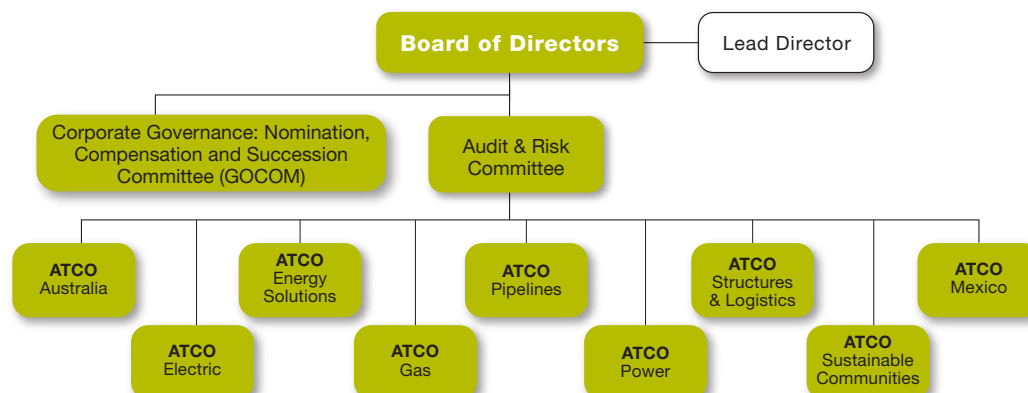 Board of Directors
Lead Director
Corporate Governance: Nomination,
Compensation and Succession
Committee (GOCOM)
Audit & Risk
Committee
ATCO
Australia
ATCO
Energy
Solutions
ATCO
Pipelines
ATCO
Structures
& Logistics
ATCO
Mexico
ATCO
Electric
ATCO
Gas
ATCO
Power
ATCO
Sustainable
Communities